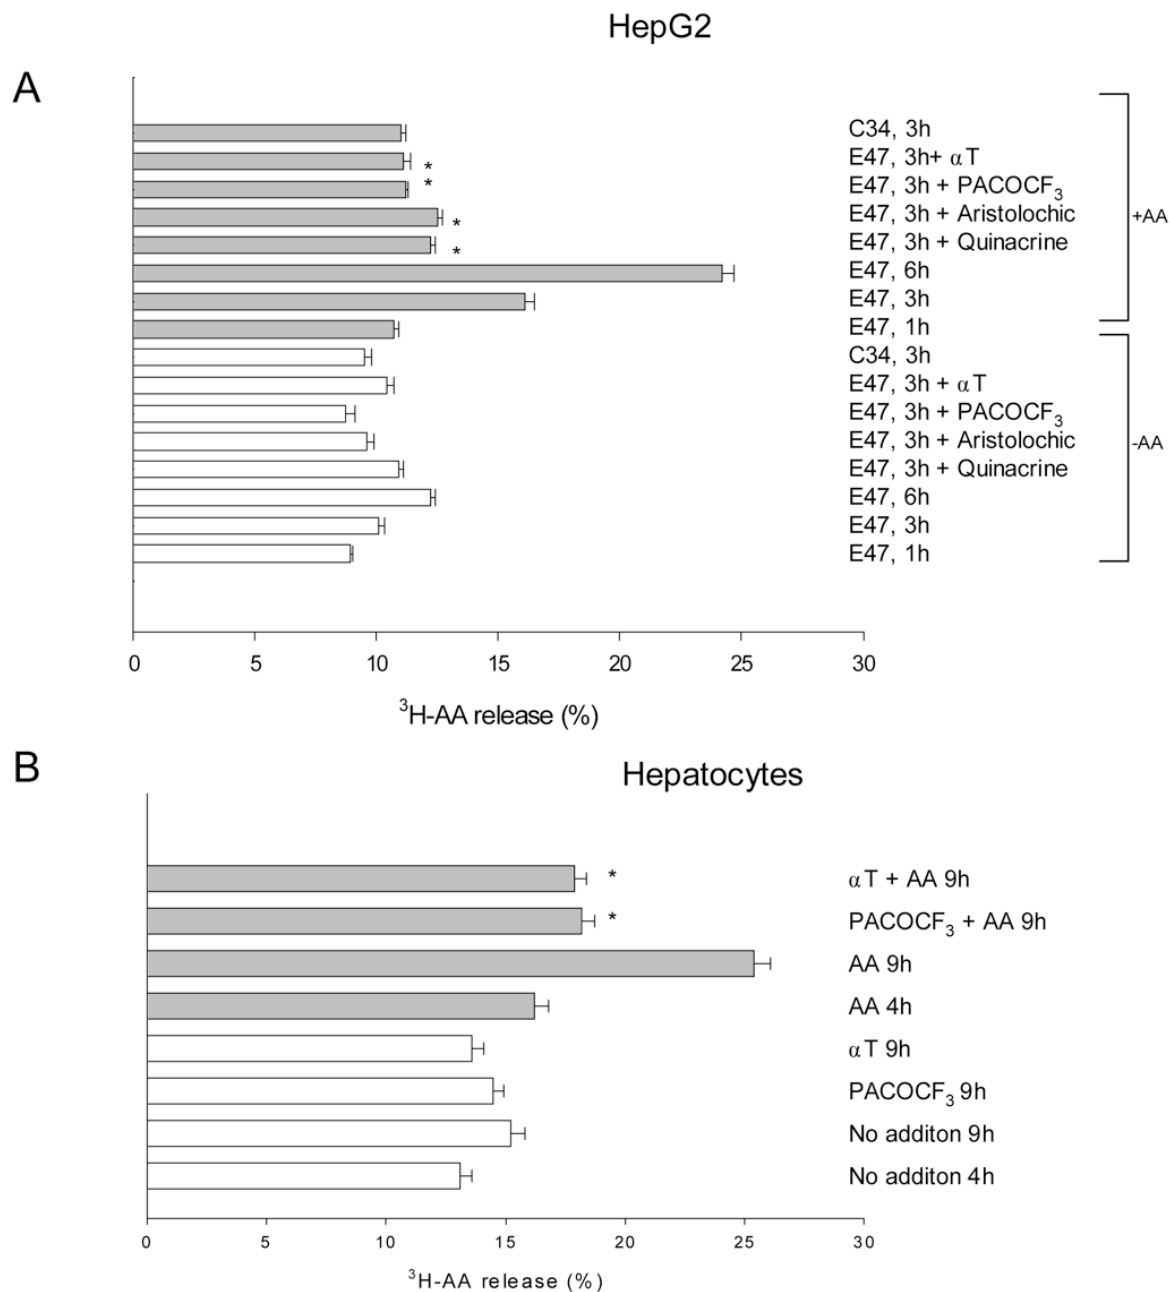 HepG2
A
C34, 3h
E47, 3h+ αT
*
E47, 3h + PACOCF3
*
E47, 3h + Aristolochic
*
E47, 3h + Quinacrine
*
+AA
E47, 6h
E47, 3h
E47, 1h
C34, 3h
E47, 3h + αT
E47, 3h + PACOCF3
E47, 3h + Aristolochic
-AA
E47, 3h + Quinacrine
E47, 6h
E47, 3h
E47, 1h
0 5 10 15 20 25 30
3H-AA release (%)
B
Hepatocytes
* αT + AA 9h
* PACOCF3 + AA 9h
AA 9h
AA 4h
αT 9h
PACOCF3 9h
No additon 9h
No additon 4h
0 5 10 15 20 25 30
3H-AA release (%)